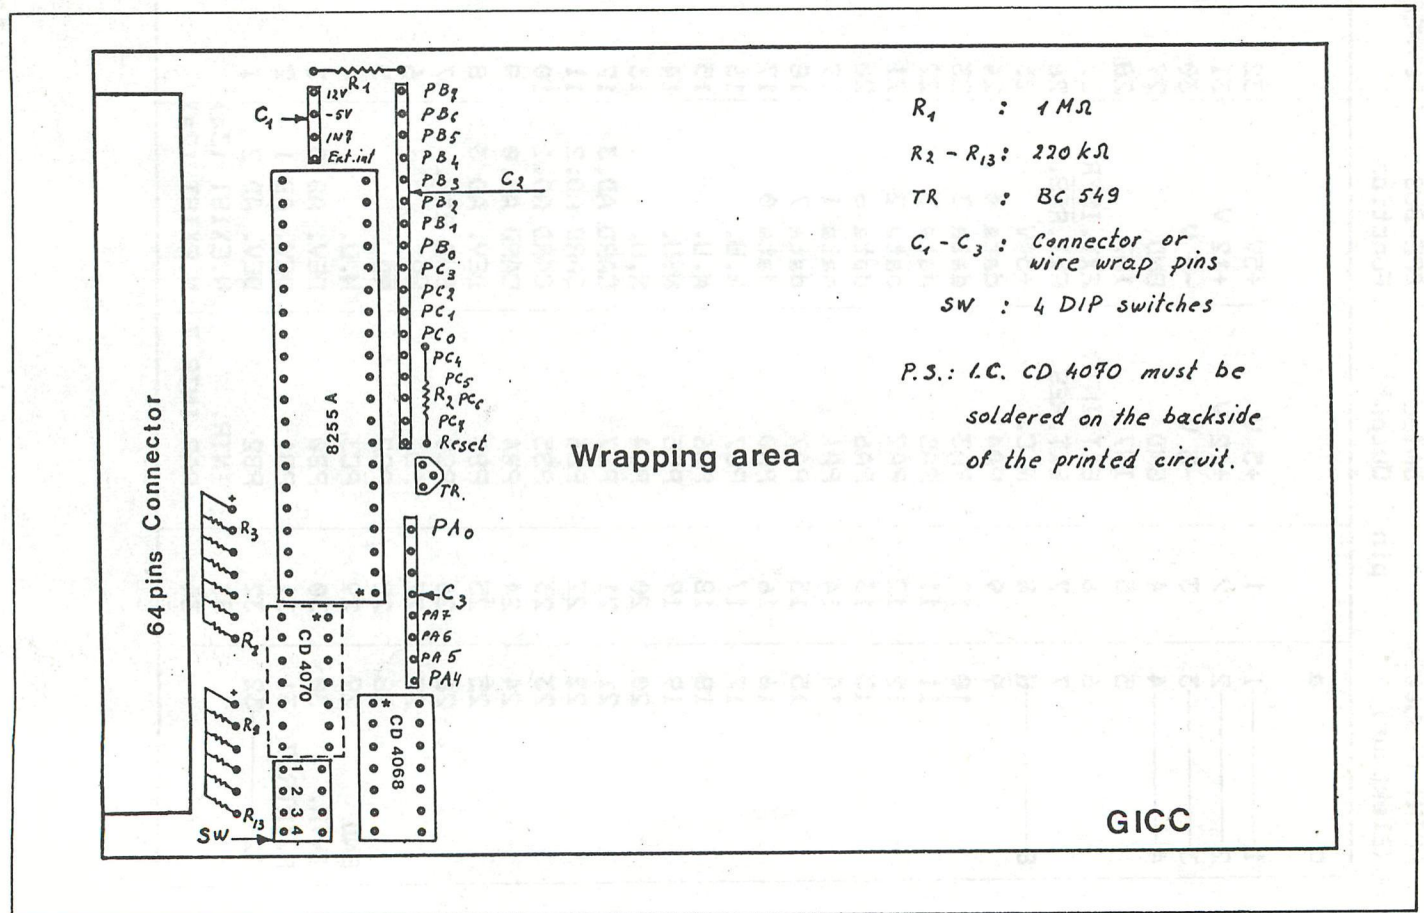 R1
12V
-5V
IN7
Ext.int
C1
PB7
PB6
PB5
PB4
PB3
PB2
PB1
PB0
PC3
PC2
PC1
PC0
PC4
PC5
R2 PC6
PC7
Reset
C2
8255A
TR.
64 pins Connector
+
R3
R8
+
R9
R13
PA0
C3
PA7
PA6
PA5
PA4
* CD 4070
* CD 4068
1 2 3 4
SW
Wrapping area
R1 : 1 MΩ
R2 - R13 : 220 kΩ
TR : BC 549
C1 - C3 : Connector or
wire wrap pins
SW : 4 DIP switches
P.S.: I.C. CD 4070 must be
soldered on the backside
of the printed circuit.
GICC